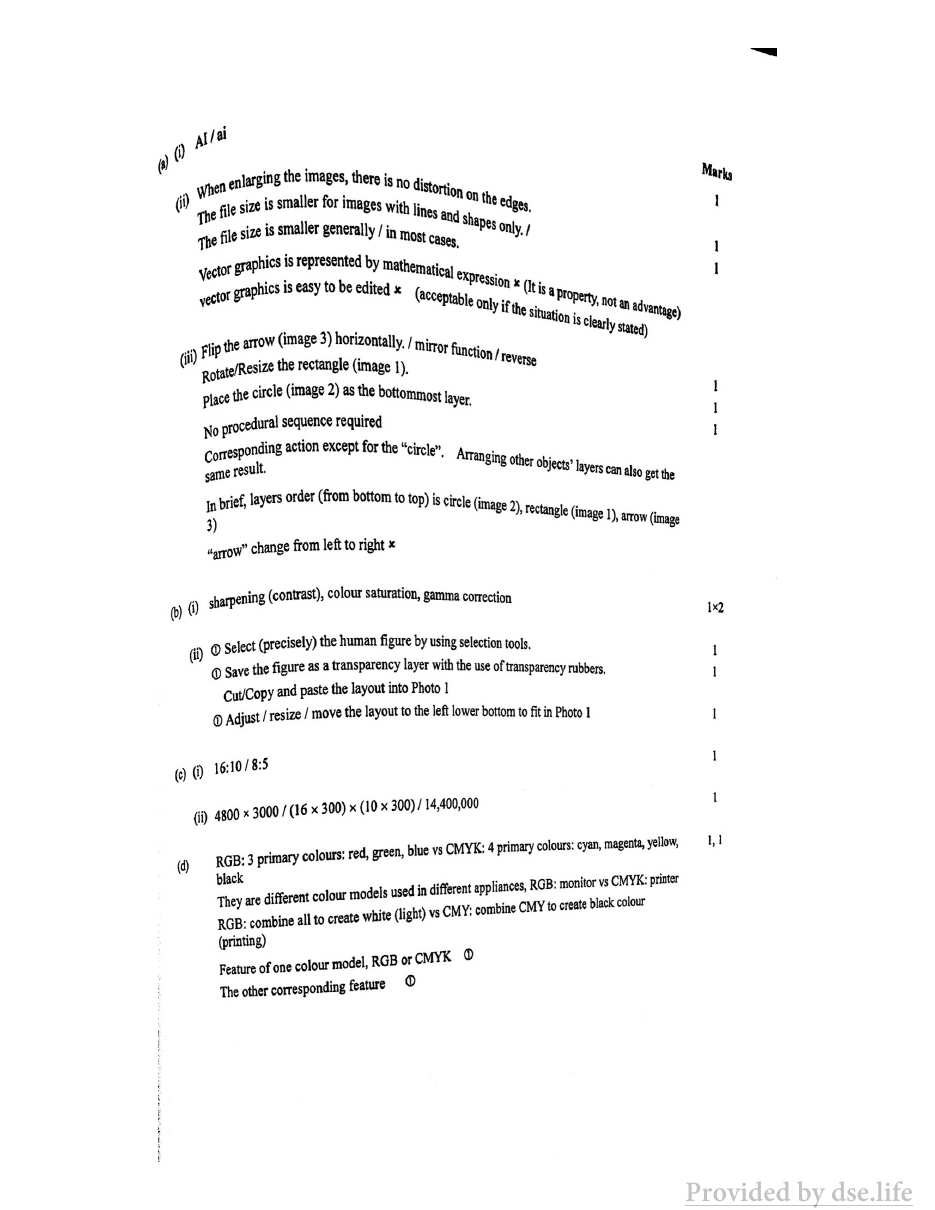 Marks
(a) (i) AI / ai 1
(ii) When enlarging the images, there is no distortion on the edges. 1
The file size is smaller for images with lines and shapes only. / 1
The file size is smaller generally / in most cases.
Vector graphics is represented by mathematical expression × (It is a property, not an advantage)
vector graphics is easy to be edited × (acceptable only if the situation is clearly stated)
(iii) Flip the arrow (image 3) horizontally. / mirror function / reverse 1
Rotate/Resize the rectangle (image 1). 1
Place the circle (image 2) as the bottommost layer. 1
No procedural sequence required
Corresponding action except for the “circle”. Arranging other objects’ layers can also get the
same result.
In brief, layers order (from bottom to top) is circle (image 2), rectangle (image 1), arrow (image
3)
“arrow” change from left to right ×
(b) (i) sharpening (contrast), colour saturation, gamma correction 1×2
(ii) ① Select (precisely) the human figure by using selection tools. 1
① Save the figure as a transparency layer with the use of transparency rubbers. 1
Cut/Copy and paste the layout into Photo 1
① Adjust / resize / move the layout to the left lower bottom to fit in Photo 1 1
(c) (i) 16:10 / 8:5 1
(ii) 4800 × 3000 / (16 × 300) × (10 × 300) / 14,400,000 1
(d) RGB: 3 primary colours: red, green, blue vs CMYK: 4 primary colours: cyan, magenta, yellow, 1, 1
black
They are different colour models used in different appliances, RGB: monitor vs CMYK: printer
RGB: combine all to create white (light) vs CMY: combine CMY to create black colour
(printing)
Feature of one colour model, RGB or CMYK ①
The other corresponding feature ①
Provided by dse.life